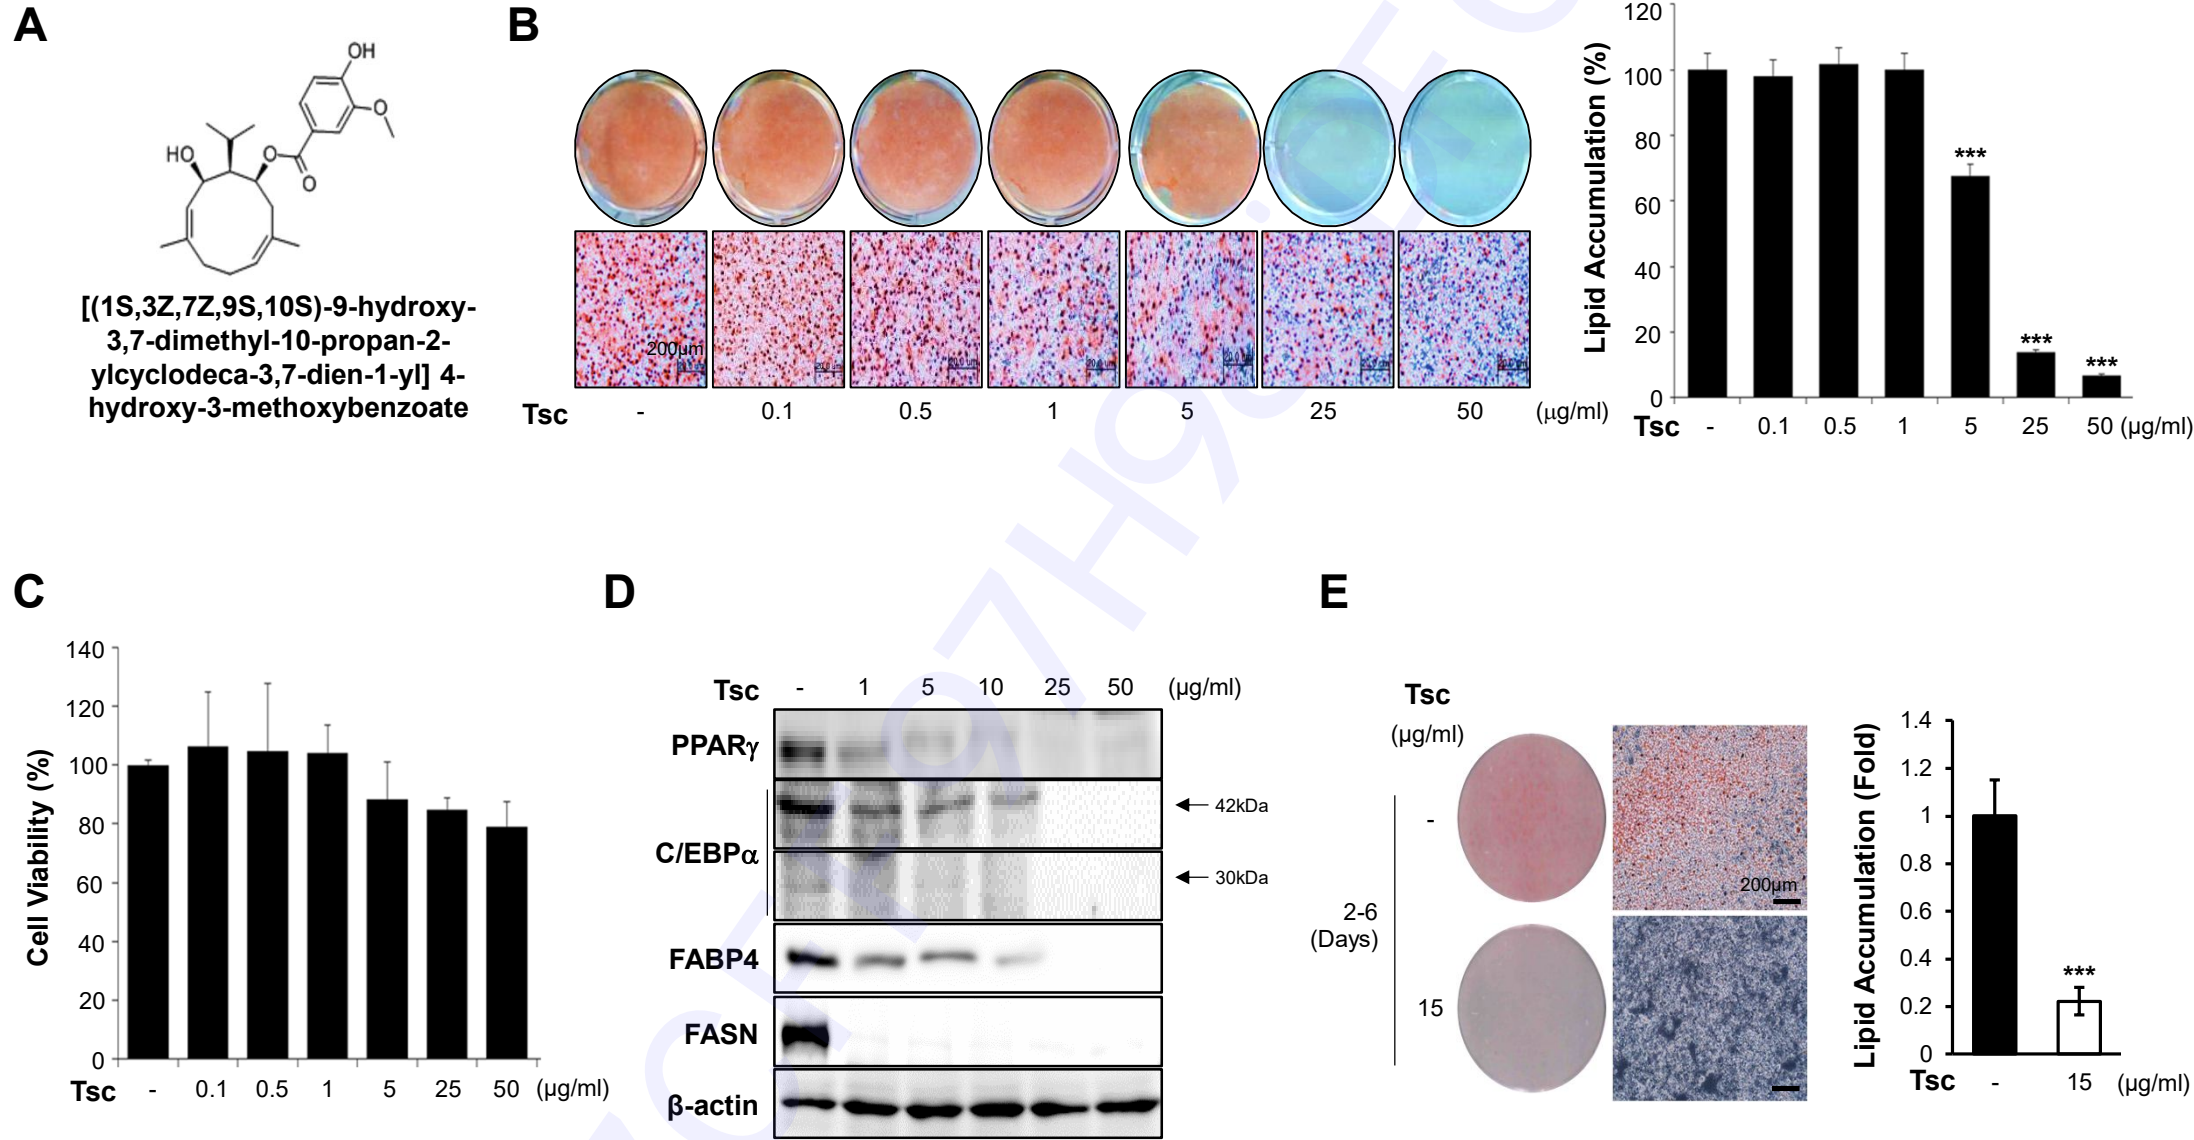 A
OH
O
O
O
HO
[(1S,3Z,7Z,9S,10S)-9-hydroxy-
3,7-dimethyl-10-propan-2-
ylcyclodeca-3,7-dien-1-yl] 4-
hydroxy-3-methoxybenzoate
B
200µm
Tsc - 0.1 0.5 1 5 25 50 (µg/ml)
Lipid Accumulation (%)
120
100
80
60
40
20
0
***
***
***
Tsc - 0.1 0.5 1 5 25 50 (µg/ml)
C
Cell Viability (%)
140
120
100
80
60
40
20
0
Tsc - 0.1 0.5 1 5 25 50 (µg/ml)
D
Tsc - 1 5 10 25 50 (µg/ml)
PPARγ
C/EBPα
42kDa
30kDa
FABP4
FASN
β-actin
E
Tsc
(µg/ml)
-
2-6
(Days)
15
200µm
Lipid Accumulation (Fold)
1.4
1.2
1
0.8
0.6
0.4
0.2
0
***
Tsc - 15 (µg/ml)